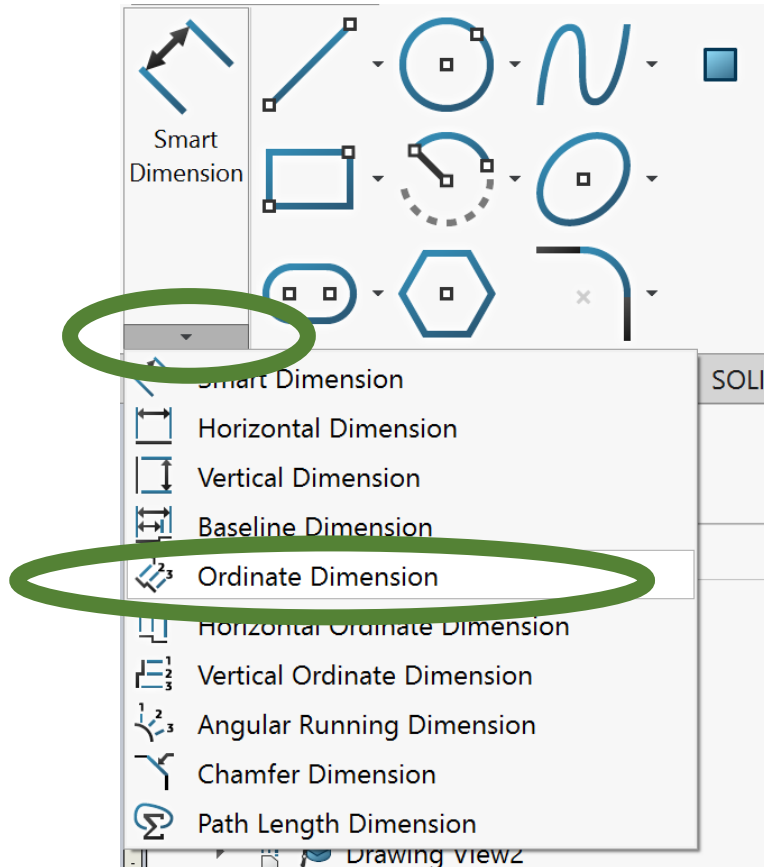 Smart
Dimension
Smart Dimension
SOLI
Horizontal Dimension
Vertical Dimension
Baseline Dimension
Ordinate Dimension
Horizontal Ordinate Dimension
Vertical Ordinate Dimension
Angular Running Dimension
Chamfer Dimension
Path Length Dimension
Drawing View2